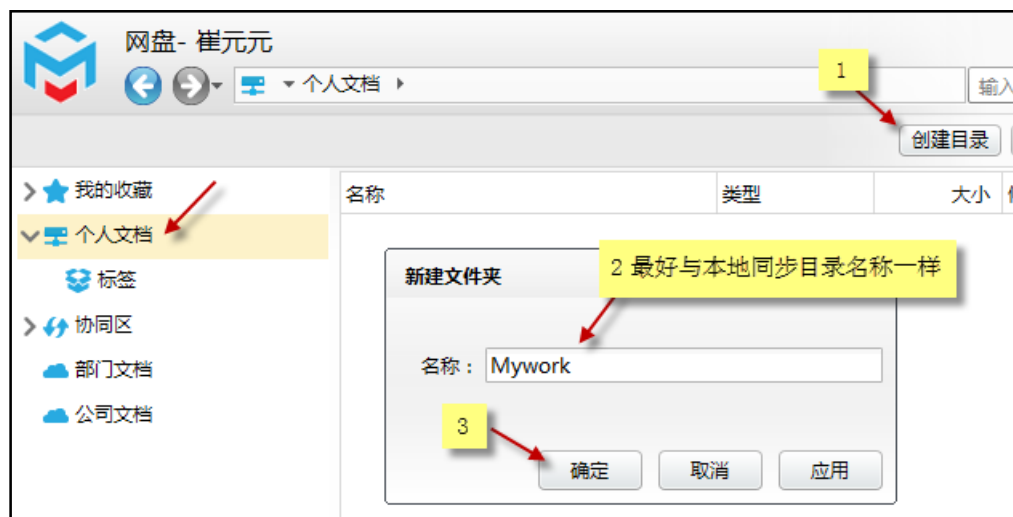 网盘- 崔元元
个人文档
1
输入
创建目录
我的收藏
名称 类型 大小
个人文档
新建文件夹
2 最好与本地同步目录名称一样
标签
协同区
名称： Mywork
部门文档
公司文档
3
确定 取消 应用